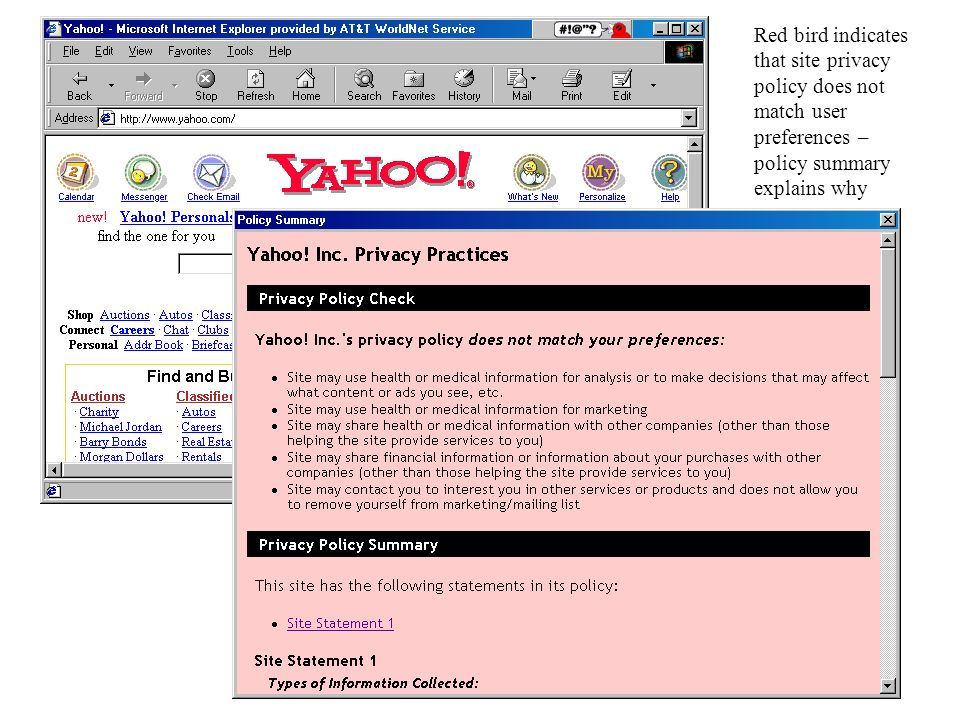 Yahoo! - Microsoft Internet Explorer provided by AT&T WorldNet Service
#!@"?
File Edit View Favorites Tools Help
Back Forward Stop Refresh Home Search Favorites History Mail Print Edit
Address http://www.yahoo.com/
YAHOO!
Calendar Messenger Check Email What's New Personalize Help
2
My
?
new! Yahoo! Personals
find the one for you
Shop Auctions · Autos · Classi
Connect Careers · Chat · Clubs
Personal Addr Book · Briefcas
Find and Bu
Auctions Classified
· Charity · Autos
· Michael Jordan · Careers
· Barry Bonds · Real Esta
· Morgan Dollars · Rentals
Red bird indicates
that site privacy
policy does not
match user
preferences –
policy summary
explains why
Policy Summary
Yahoo! Inc. Privacy Practices
Privacy Policy Check
Yahoo! Inc.'s privacy policy does not match your preferences:
• Site may use health or medical information for analysis or to make decisions that may affect
what content or ads you see, etc.
• Site may use health or medical information for marketing
• Site may share health or medical information with other companies (other than those
helping the site provide services to you)
• Site may share financial information or information about your purchases with other
companies (other than those helping the site provide services to you)
• Site may contact you to interest you in other services or products and does not allow you
to remove yourself from marketing/mailing list
Privacy Policy Summary
This site has the following statements in its policy:
• Site Statement 1
Site Statement 1
Types of Information Collected: